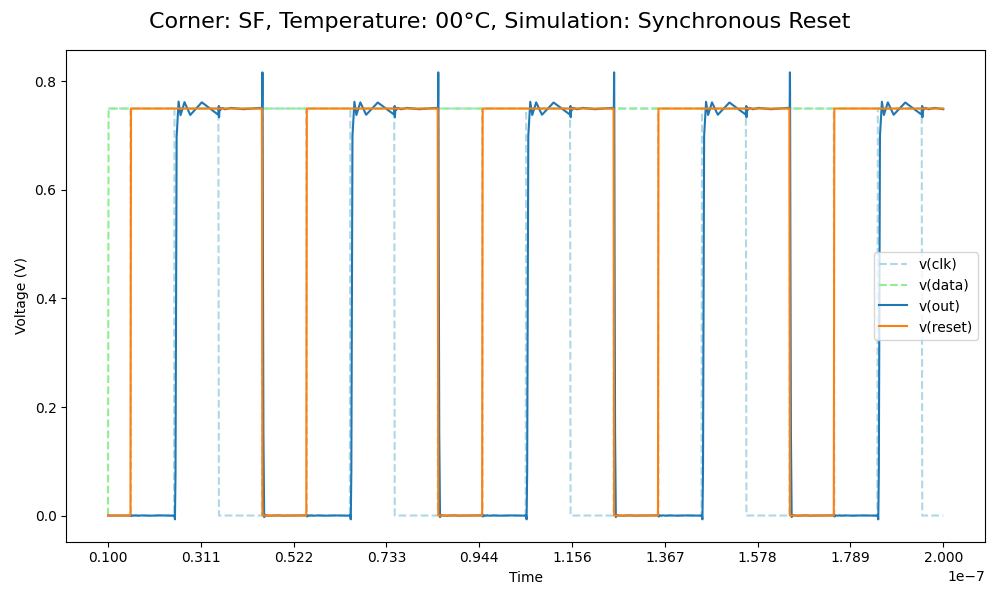 Corner: SF, Temperature: 00°C, Simulation: Synchronous Reset
Voltage (V)
0.8
0.6
0.4
0.2
0.0
v(clk)
v(data)
v(out)
v(reset)
0.100 0.311 0.522 0.733 0.944 1.156 1.367 1.578 1.789 2.000
Time
1e−7